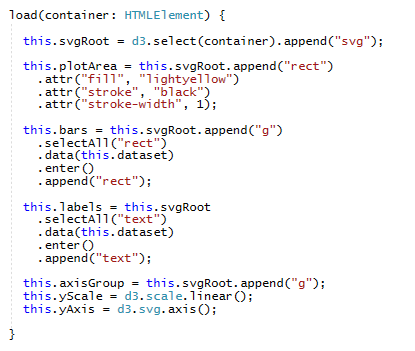 load(container: HTMLElement) {
this.svgRoot = d3.select(container).append("svg");
this.plotArea = this.svgRoot.append("rect")
.attr("fill", "lightyellow")
.attr("stroke", "black")
.attr("stroke-width", 1);
this.bars = this.svgRoot.append("g")
.selectAll("rect")
.data(this.dataset)
.enter()
.append("rect");
this.labels = this.svgRoot
.selectAll("text")
.data(this.dataset)
.enter()
.append("text");
this.axisGroup = this.svgRoot.append("g");
this.yScale = d3.scale.linear();
this.yAxis = d3.svg.axis();
}